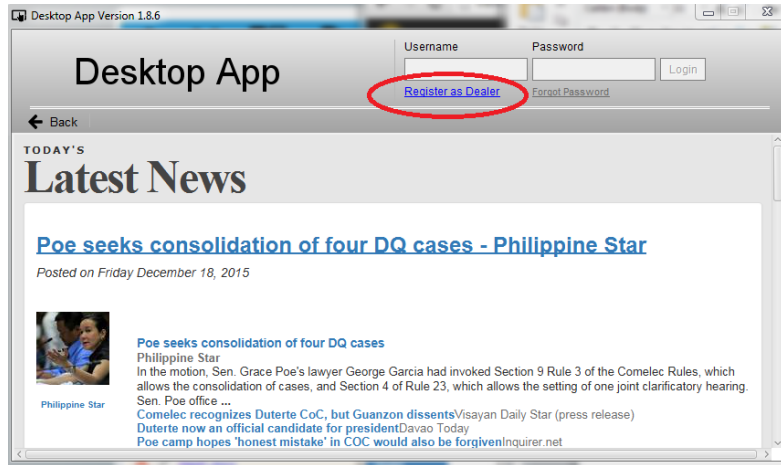 Desktop App Version 1.8.6
Username Password
Desktop App
Login
Register as Dealer Forgot Password
Back
TODAY'S
Latest News
Poe seeks consolidation of four DQ cases - Philippine Star
Posted on Friday December 18, 2015
Poe seeks consolidation of four DQ cases
Philippine Star
In the motion, Sen. Grace Poe's lawyer George Garcia had invoked Section 9 Rule 3 of the Comelec Rules, which
allows the consolidation of cases, and Section 4 of Rule 23, which allows the setting of one joint clarificatory hearing.
Sen. Poe office ...
Philippine Star
Comelec recognizes Duterte CoC, but Guanzon dissentsVisayan Daily Star (press release)
Duterte now an official candidate for presidentDavao Today
Poe camp hopes 'honest mistake' in COC would also be forgivenInquirer.net